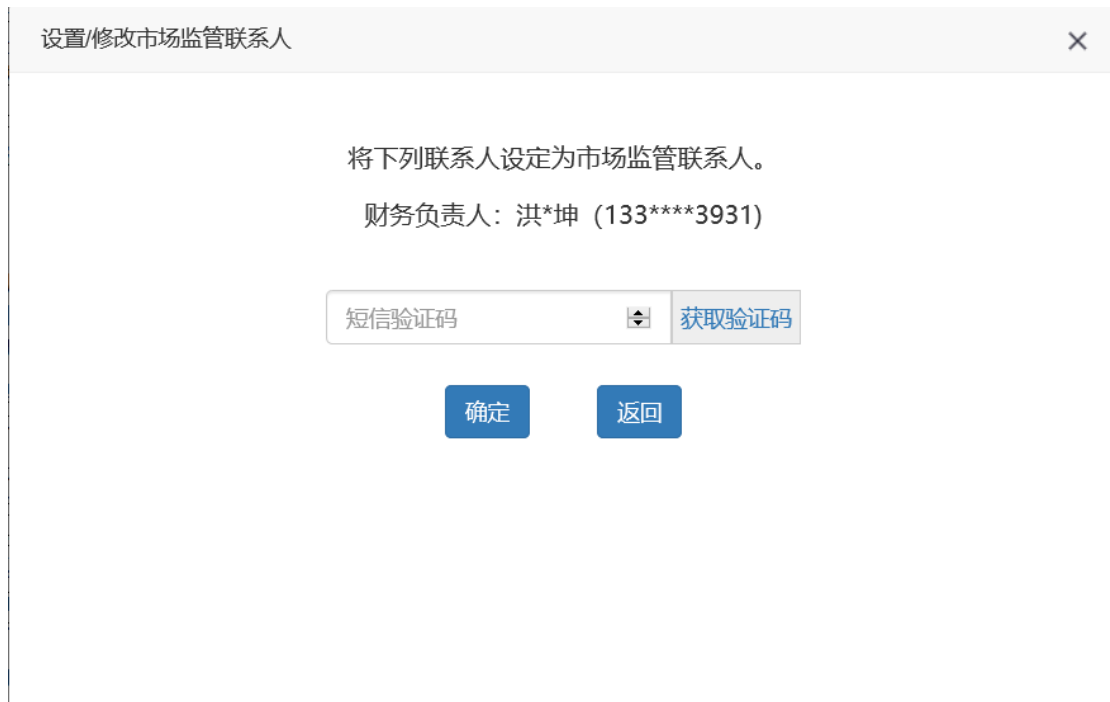 设置/修改市场监管联系人
将下列联系人设定为市场监管联系人。
财务负责人：洪*坤（133****3931)
短信验证码 获取验证码
确定 返回